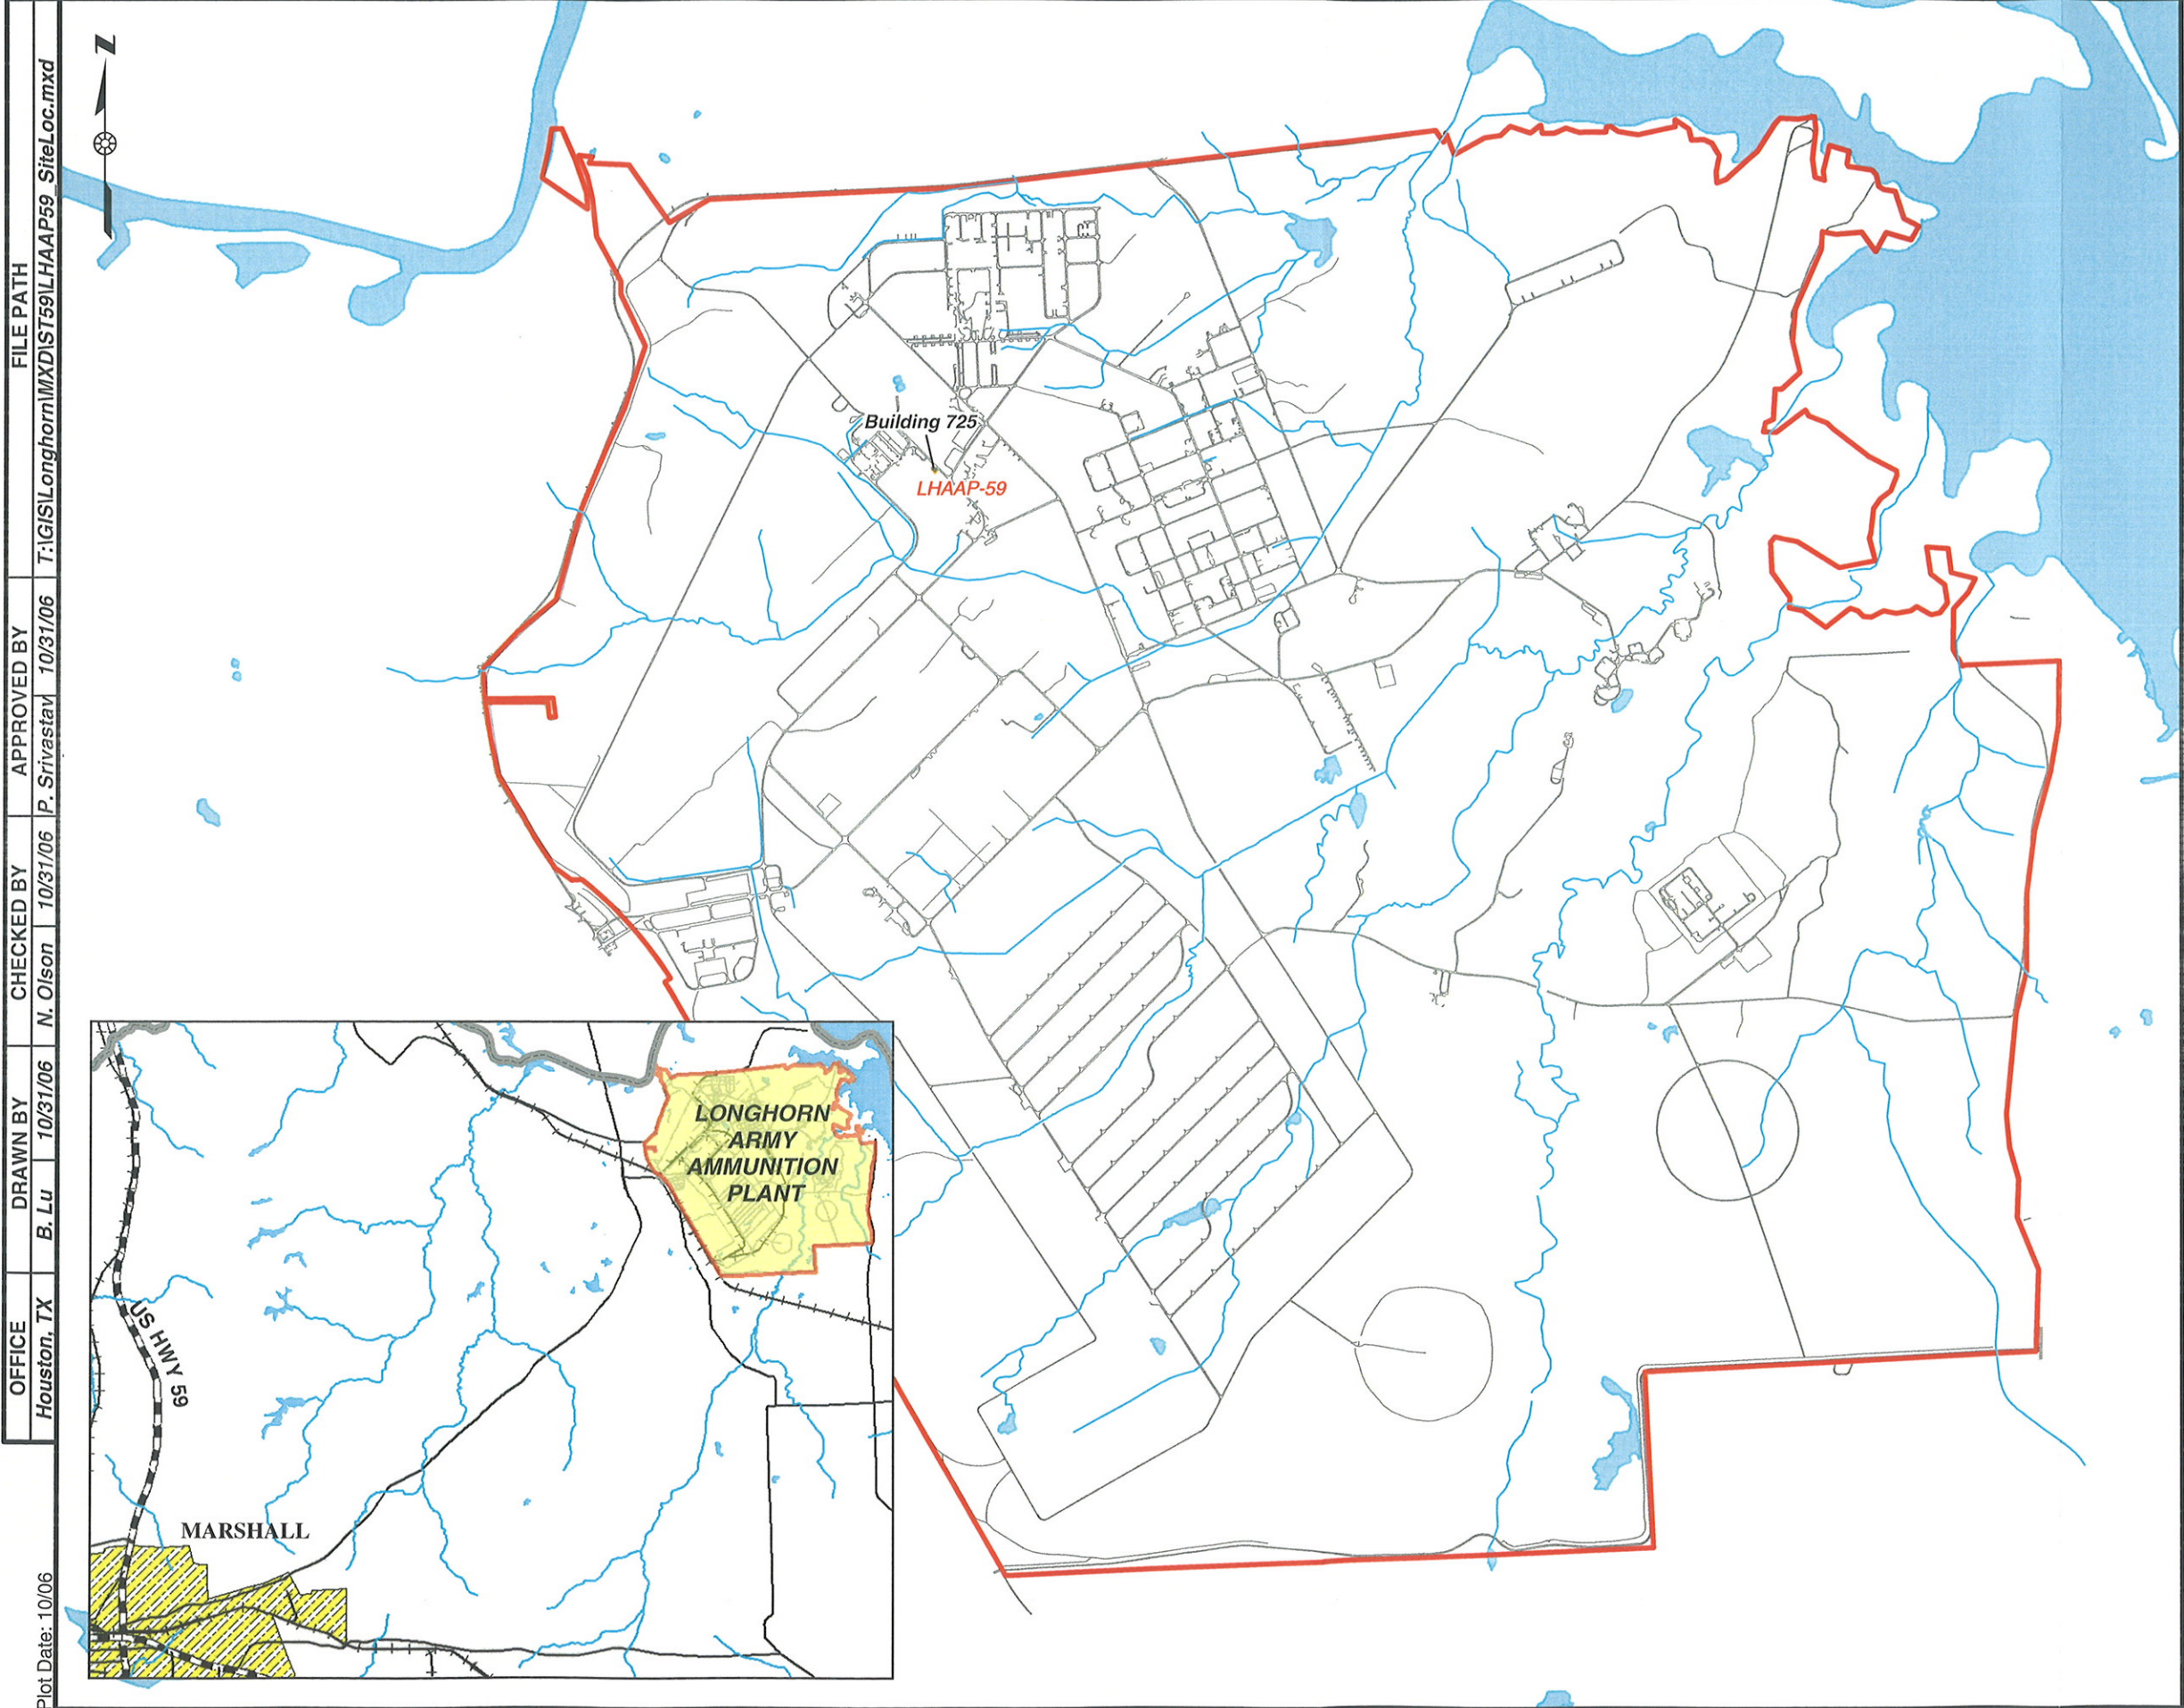 FILE PATH
T:\GIS\Longhorn\MXD\ST59\LHAAP59_SiteLoc.mxd
APPROVED BY
P. Srivastav 10/31/06
CHECKED BY
N. Olson 10/31/06
DRAWN BY
B. Lu 10/31/06
OFFICE
Houston, TX
Plot Date: 10/06
N
Building 725
LHAAP-59
LONGHORN
ARMY
AMMUNITION
PLANT
US HWY 59
MARSHALL